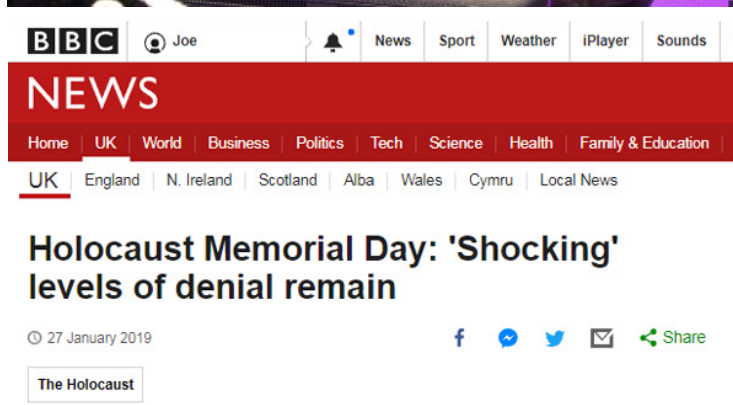 BBC Joe News Sport Weather iPlayer Sounds
NEWS
Home UK World Business Politics Tech Science Health Family & Education
UK England N. Ireland Scotland Alba Wales Cymru Local News
Holocaust Memorial Day: 'Shocking'
levels of denial remain
27 January 2019 Share
The Holocaust